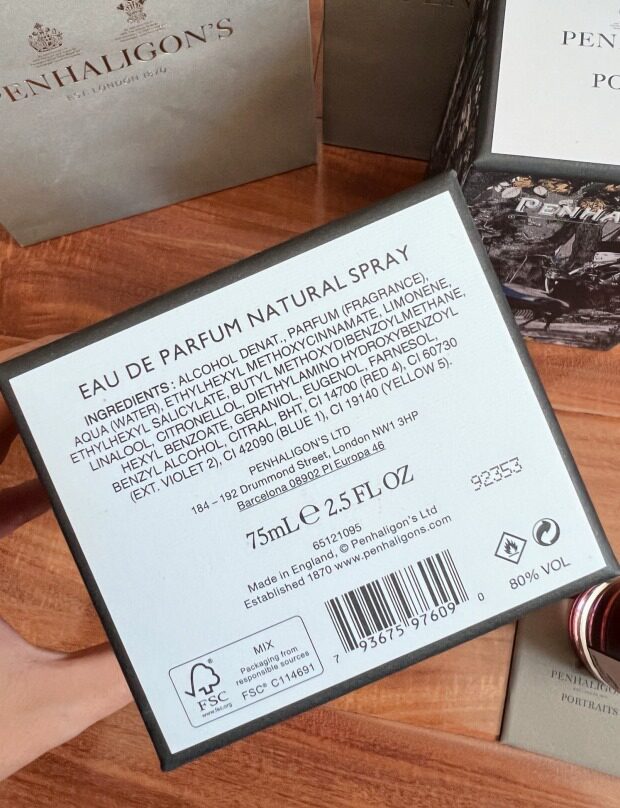 PENHALIGON'S
EST LONDON 1870
PEN
PENHA
EAU DE PARFUM NATURAL SPRAY
INGREDIENTS : ALCOHOL DENAT., PARFUM (FRAGRANCE),
AQUA (WATER), ETHYLHEXYL METHOXYCINNAMATE, LIMONENE,
ETHYLHEXYL SALICYLATE, BUTYL METHOXYDIBENZOYLMETHANE,
LINALOOL, CITRONELLOL, DIETHYLAMINO HYDROXYBENZOYL
HEXYL BENZOATE, GERANIOL, EUGENOL, FARNESOL,
BENZYL ALCOHOL, CITRAL, BHT, CI 14700 (RED 4), CI 60730
(EXT. VIOLET 2), CI 42090 (BLUE 1), CI 19140 (YELLOW 5).
PENHALIGON'S LTD
184 – 192 Drummond Street, London NW1 3HP
Barcelona 08902 Pl Europa 46
75mL℮ 2.5 FL OZ
92353
65121095
Made in England, © Penhaligon's Ltd
Established 1870 www.penhaligons.com
80% VOL
7 93675 97609 0
MIX
Packaging from
responsible sources
FSC® C114691
FSC
www.fsc.org
PENHALIGO
PORTRAITS